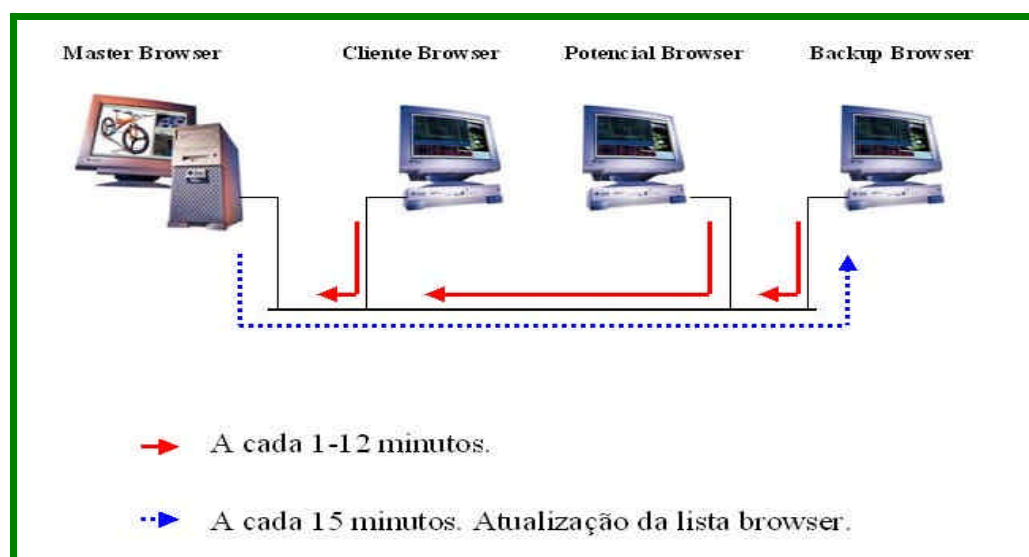 Master Browser Cliente Browser Potencial Browser Backup Browser
A cada 1-12 minutos.
A cada 15 minutos. Atualização da lista browser.